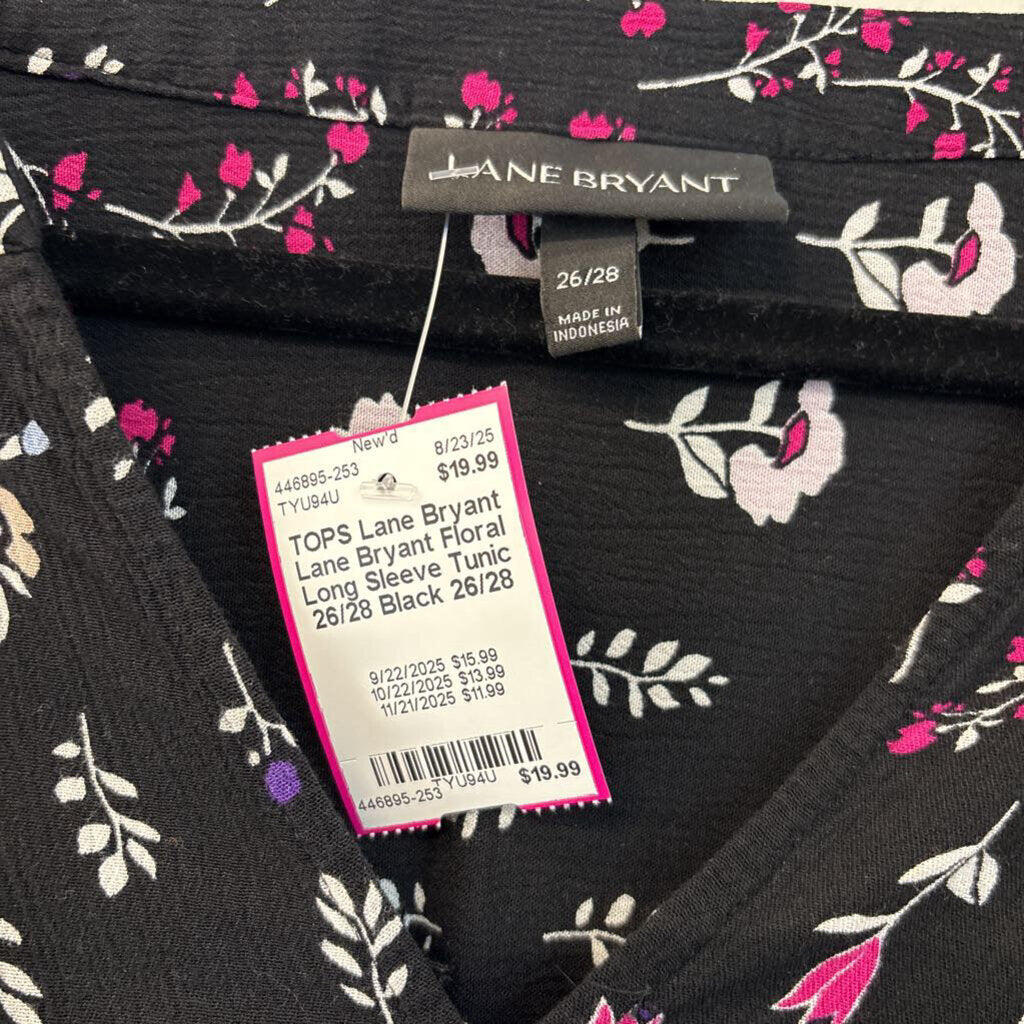 LANE BRYANT
26/28
MADE IN
INDONESIA
New'd
8/23/25
446895-253
$19.99
TYU94U
TOPS Lane Bryant
Lane Bryant Floral
Long Sleeve Tunic
26/28 Black 26/28
9/22/2025 $15.99
10/22/2025 $13.99
11/21/2025 $11.99
TYU94U
446895-253
$19.99